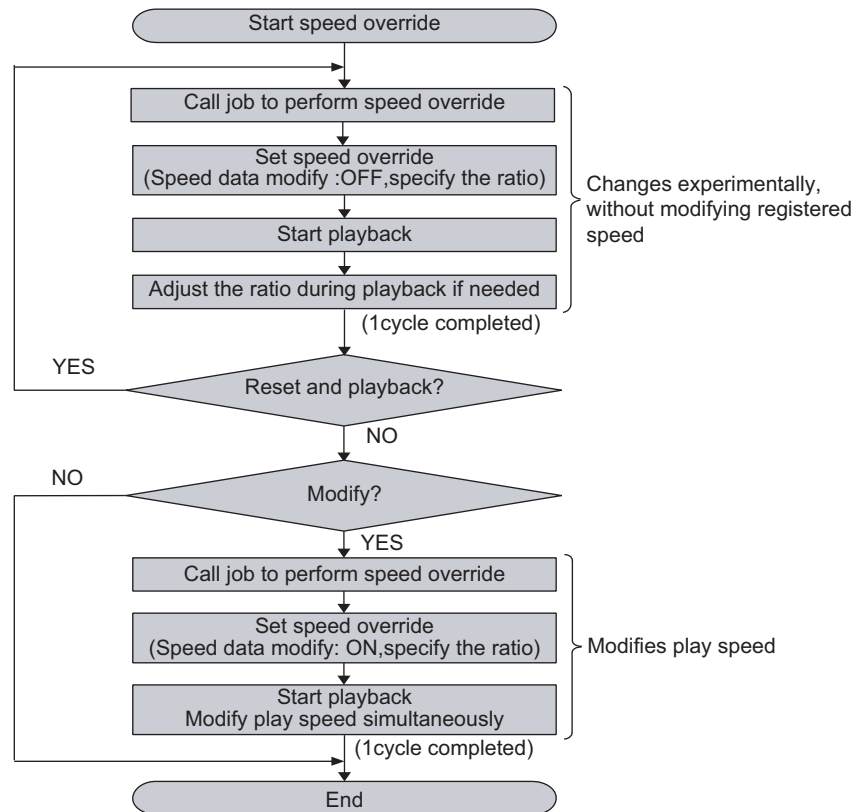 Start speed override
Call job to perform speed override
Set speed override
(Speed data modify :OFF,specify the ratio)
Changes experimentally,
without modifying registered
speed
Start playback
Adjust the ratio during playback if needed
(1cycle completed)
YES
Reset and playback?
NO
NO
Modify?
YES
Call job to perform speed override
Set speed override
(Speed data modify: ON,specify the ratio)
Modifies play speed
Start playback
Modify play speed simultaneously
(1cycle completed)
End